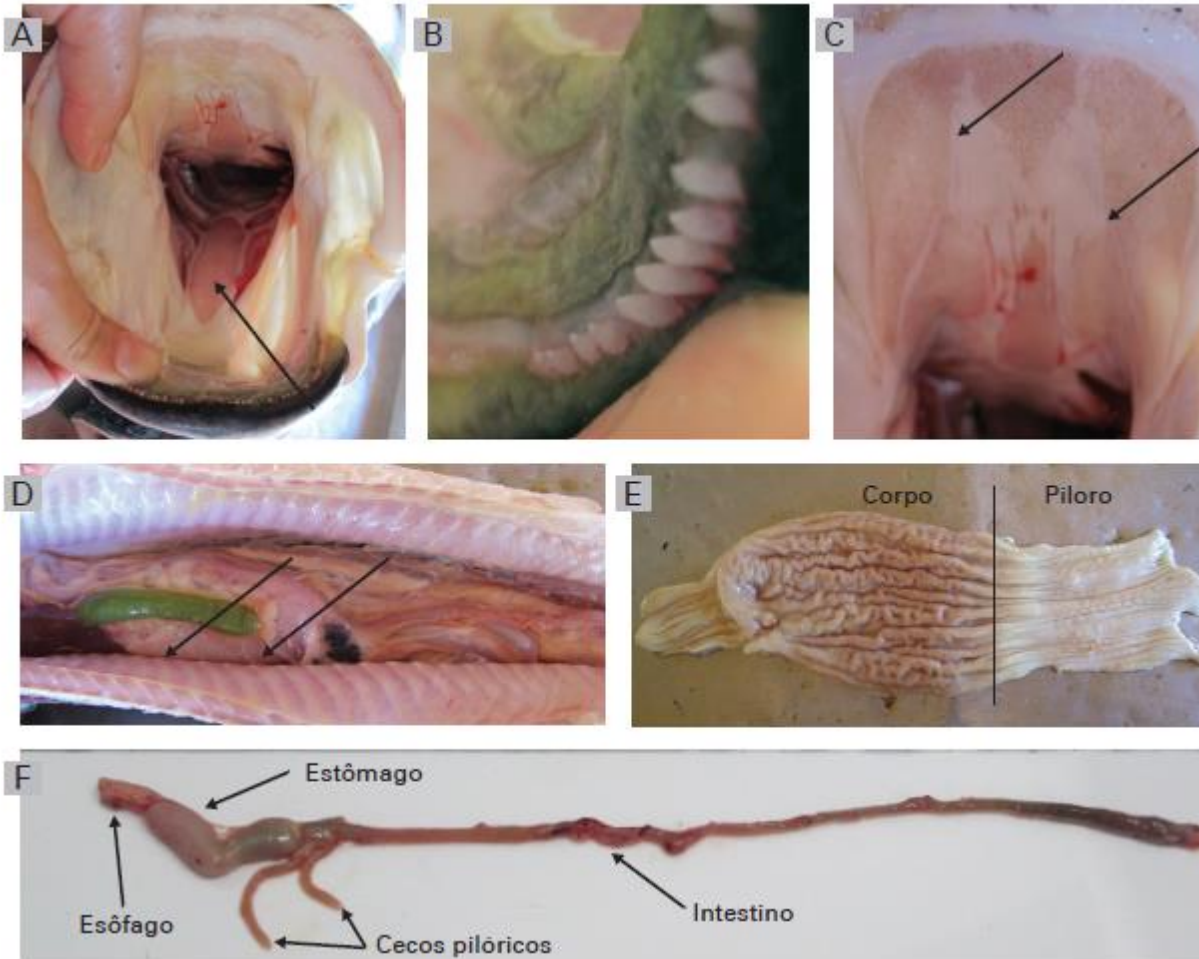 A
B
C
D
E
Corpo
Piloro
F
Estômago
Esôfago
Intestino
Cecos pilóricos